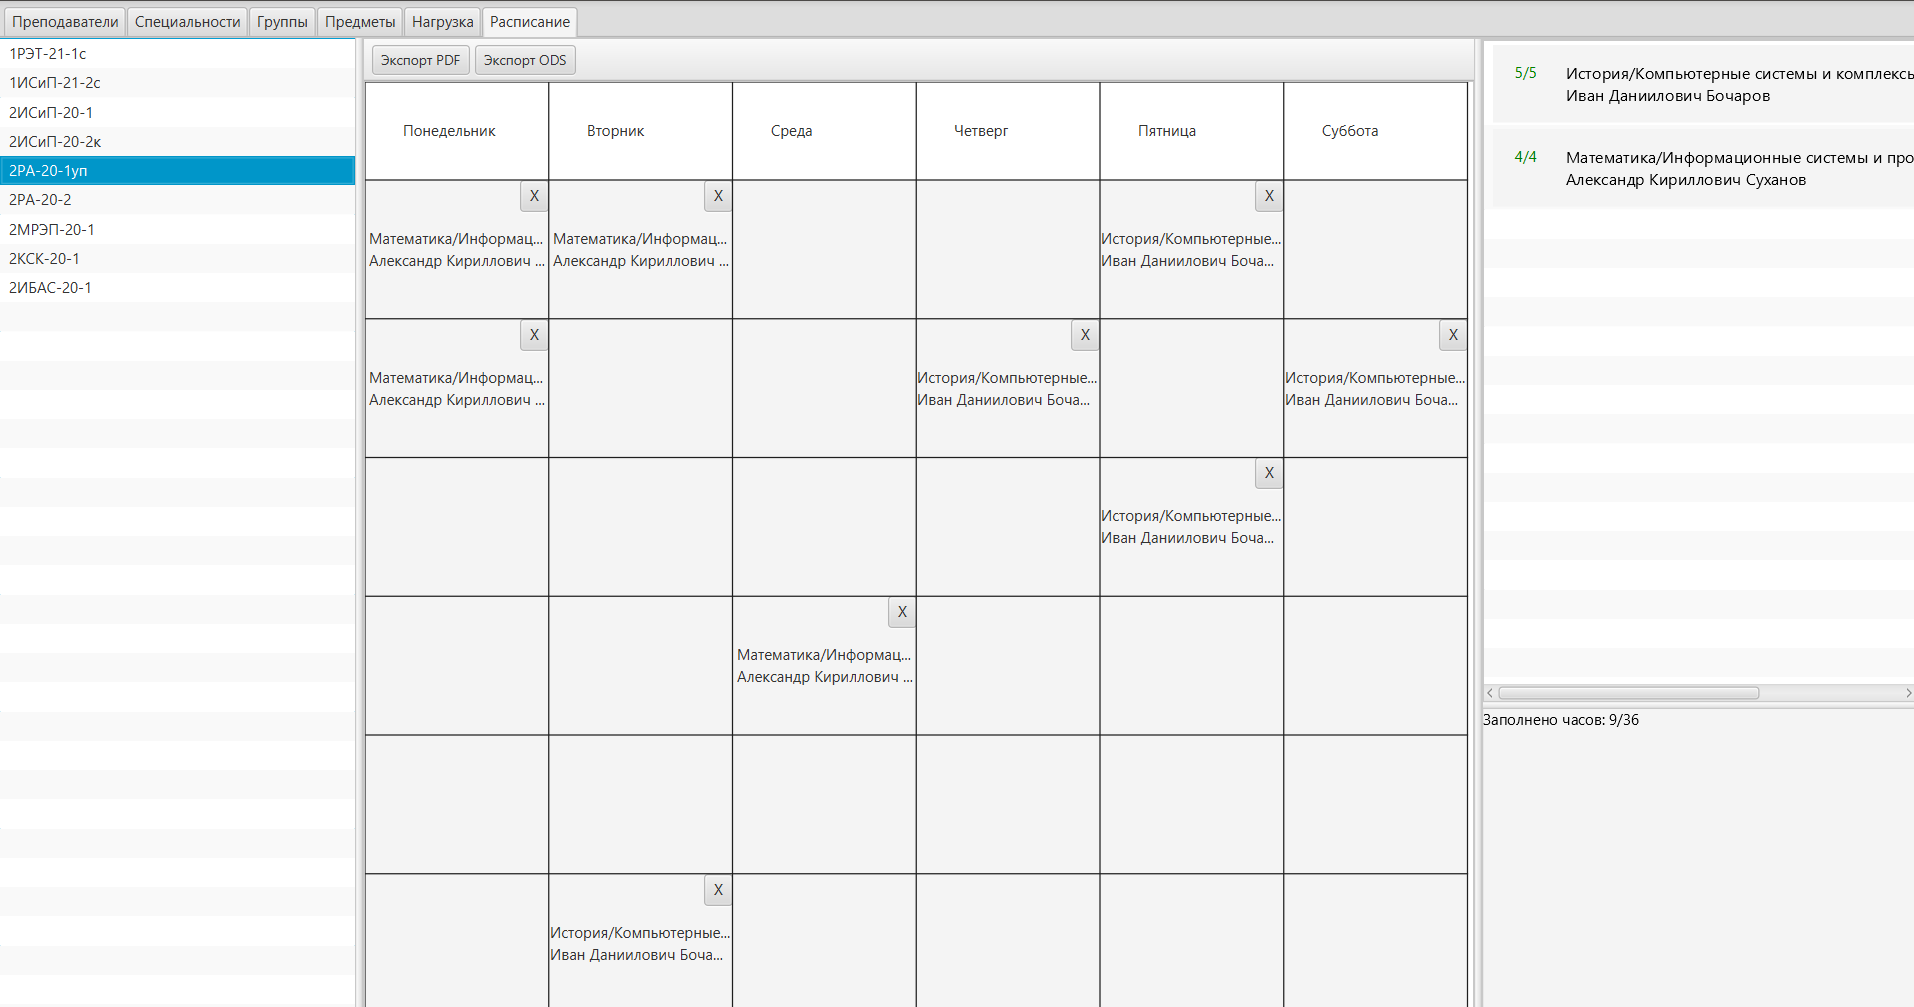 Преподаватели Специальности Группы Предметы Нагрузка Расписание
1РЭТ-21-1с
1ИСиП-21-2с
2ИСиП-20-1
2ИСиП-20-2к
2РА-20-1уп
2РА-20-2
2МРЭП-20-1
2КСК-20-1
2ИБАС-20-1
Экспорт PDF Экспорт ODS
Понедельник Вторник Среда Четверг Пятница Суббота
X X X
Математика/Информац... Математика/Информац... История/Компьютерные...
Александр Кириллович ... Александр Кириллович ... Иван Даниилович Боча...
X X X
Математика/Информац... История/Компьютерные... История/Компьютерные...
Александр Кириллович ... Иван Даниилович Боча... Иван Даниилович Боча...
X
История/Компьютерные...
Иван Даниилович Боча...
X
Математика/Информац...
Александр Кириллович ...
X
История/Компьютерные...
Иван Даниилович Боча...
5/5 История/Компьютерные системы и комплексы
Иван Даниилович Бочаров
4/4 Математика/Информационные системы и про
Александр Кириллович Суханов
Заполнено часов: 9/36